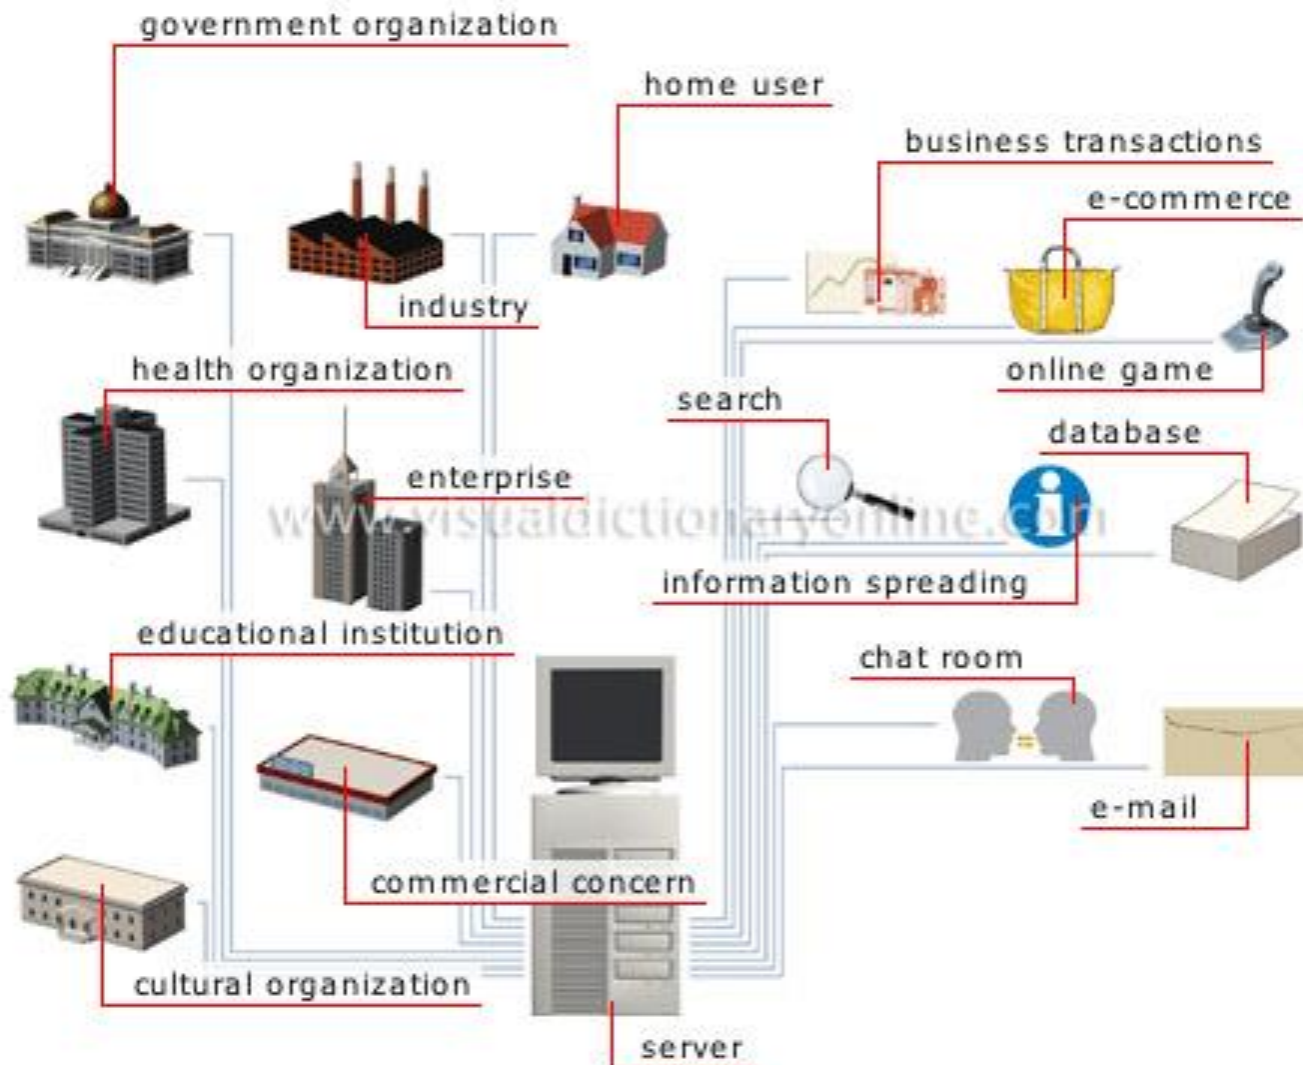 government organization
home user
business transactions
e-commerce
industry
online game
health organization
search
database
enterprise
www.visualdictionaryonline.com
information spreading
educational institution
chat room
e-mail
commercial concern
cultural organization
server